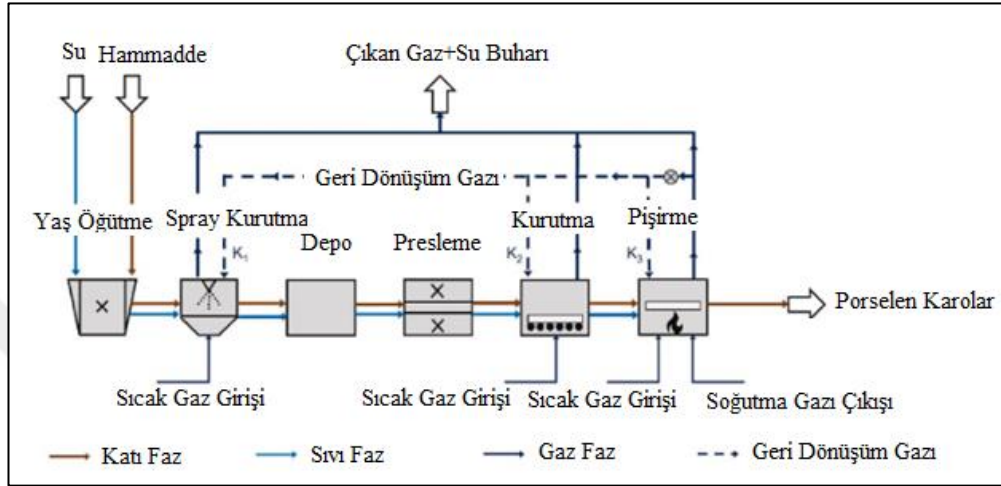 Su Hammadde
Çıkan Gaz+Su Buharı
Geri Dönüşüm Gazı
Yaş Öğütme
Spray Kurutma
Depo
Presleme
Kurutma
Pişirme
K₁
K₂
K₃
Porselen Karolar
Sıcak Gaz Girişi
Sıcak Gaz Girişi
Sıcak Gaz Girişi
Soğutma Gazı Çıkışı
Katı Faz
Sıvı Faz
Gaz Faz
Geri Dönüşüm Gazı